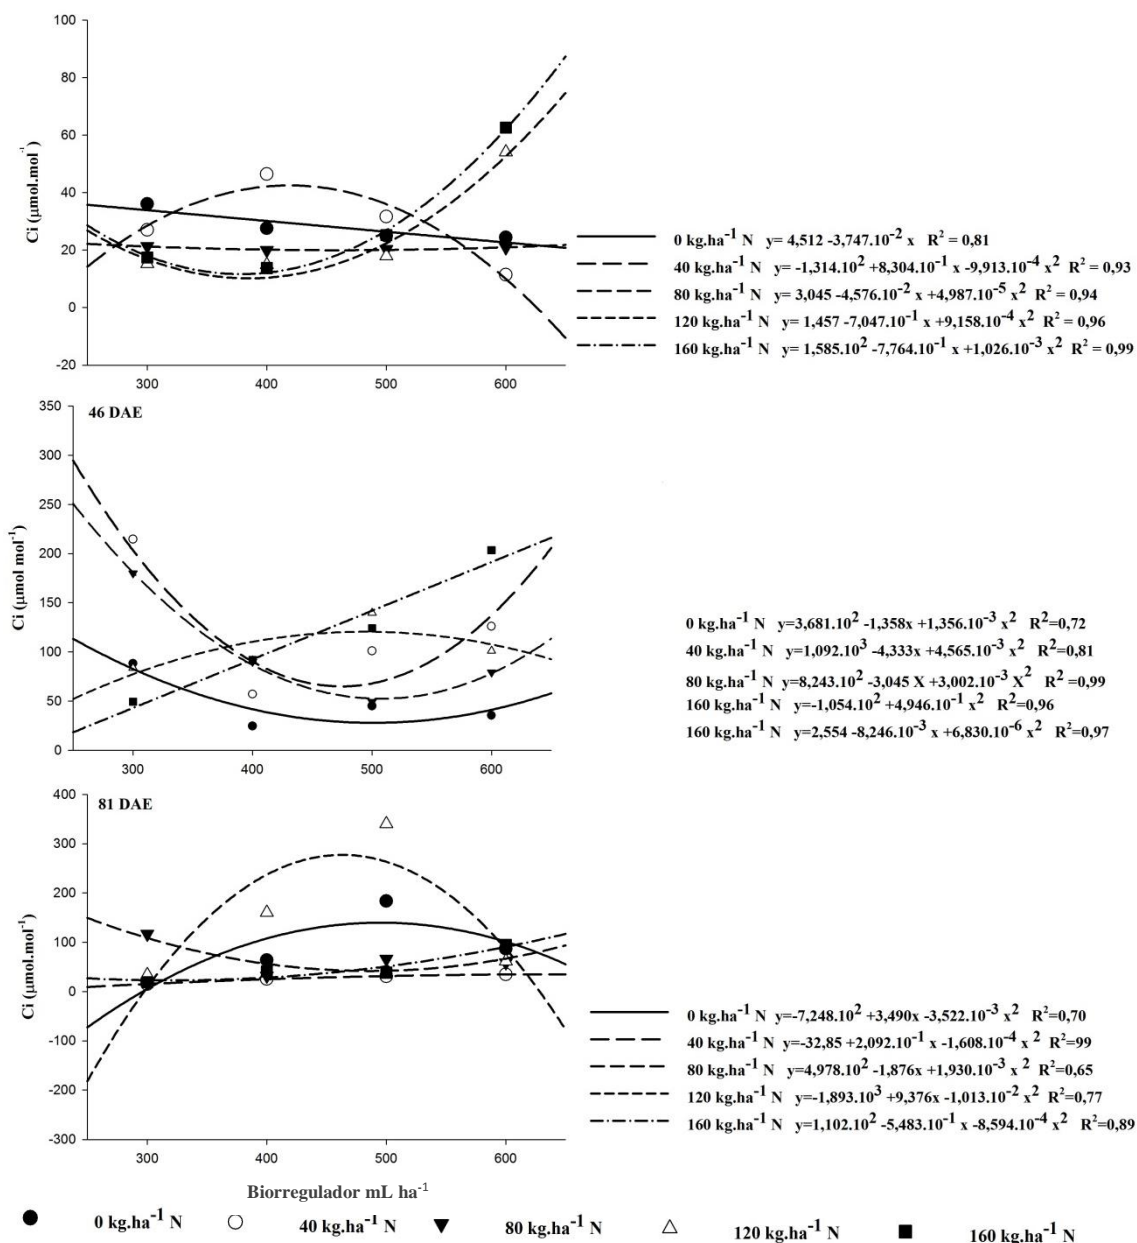 100
80
60
40
20
0
-20
Ci (µmol.mol⁻¹)
300 400 500 600
0 kg.ha⁻¹ N y= 4,512 -3,747.10⁻² x R² = 0,81
40 kg.ha⁻¹ N y= -1,314.10² +8,304.10⁻¹ x -9,913.10⁻⁴ x² R² = 0,93
80 kg.ha⁻¹ N y= 3,045 -4,576.10⁻² x +4,987.10⁻⁵ x² R² = 0,94
120 kg.ha⁻¹ N y= 1,457 -7,047.10⁻¹ x +9,158.10⁻⁴ x² R² = 0,96
160 kg.ha⁻¹ N y= 1,585.10² -7,764.10⁻¹ x +1,026.10⁻³ x² R² = 0,99
46 DAE
350
300
250
200
150
100
50
0
Ci (µmol mol⁻¹)
300 400 500 600
0 kg.ha⁻¹ N y=3,681.10² -1,358x +1,356.10⁻³ x² R²=0,72
40 kg.ha⁻¹ N y=1,092.10³ -4,333x +4,565.10⁻³ x² R²=0,81
80 kg.ha⁻¹ N y=8,243.10² -3,045 X +3,002.10⁻³ X² R² =0,99
160 kg.ha⁻¹ N y=-1,054.10² +4,946.10⁻¹ x² R²=0,96
160 kg.ha⁻¹ N y=2,554 -8,246.10⁻³ x +6,830.10⁻⁶ x² R²=0,97
81 DAE
400
300
200
100
0
-100
-200
-300
Ci (µmol.mol⁻¹)
300 400 500 600
0 kg.ha⁻¹ N y=-7,248.10² +3,490x -3,522.10⁻³ x² R²=0,70
40 kg.ha⁻¹ N y=-32,85 +2,092.10⁻¹ x -1,608.10⁻⁴ x² R²=99
80 kg.ha⁻¹ N y=4,978.10² -1,876x +1,930.10⁻³ x² R²=0,65
120 kg.ha⁻¹ N y=-1,893.10³ +9,376x -1,013.10⁻² x² R²=0,77
160 kg.ha⁻¹ N y=1,102.10² -5,483.10⁻¹ x -8,594.10⁻⁴ x² R²=0,89
Biorregulador mL ha⁻¹
0 kg.ha⁻¹ N 40 kg.ha⁻¹ N 80 kg.ha⁻¹ N 120 kg.ha⁻¹ N 160 kg.ha⁻¹ N